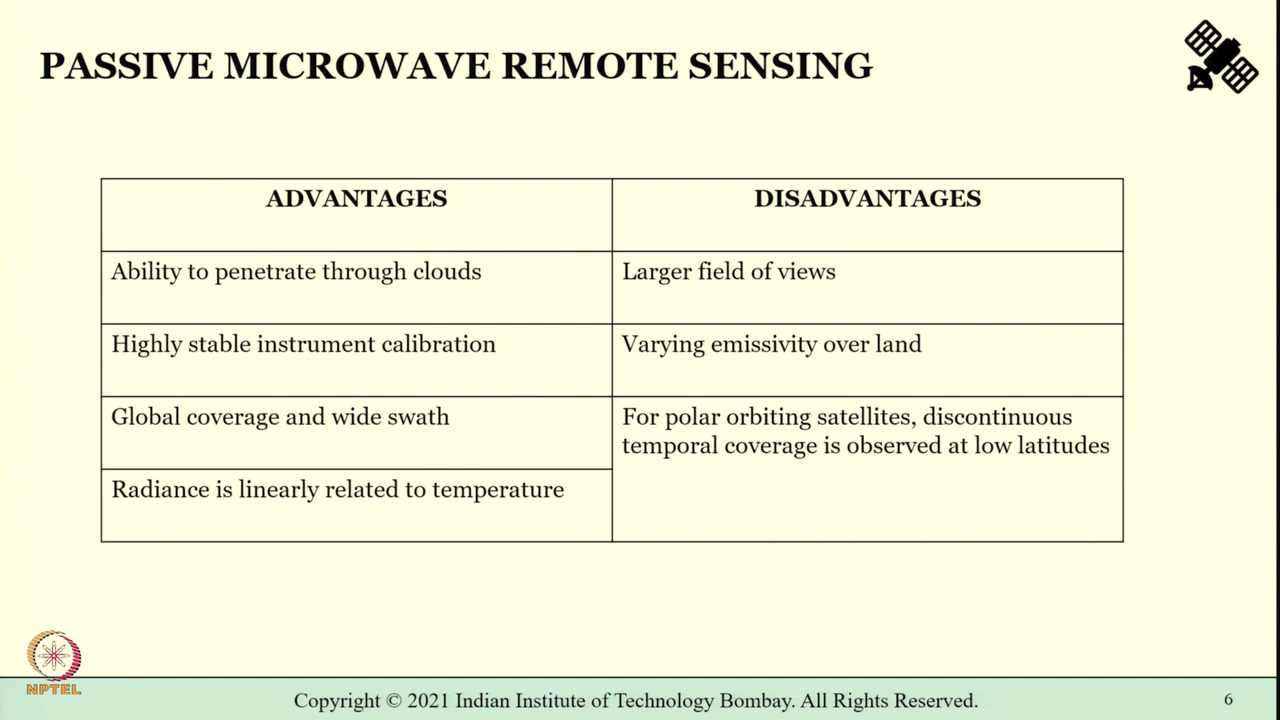 PASSIVE MICROWAVE REMOTE SENSING
ADVANTAGES
DISADVANTAGES
Ability to penetrate through clouds
Larger field of views
Highly stable instrument calibration
Varying emissivity over land
Global coverage and wide swath
For polar orbiting satellites, discontinuous
temporal coverage is observed at low latitudes
Radiance is linearly related to temperature
NPTEL
Copyright © 2021 Indian Institute of Technology Bombay. All Rights Reserved.
6